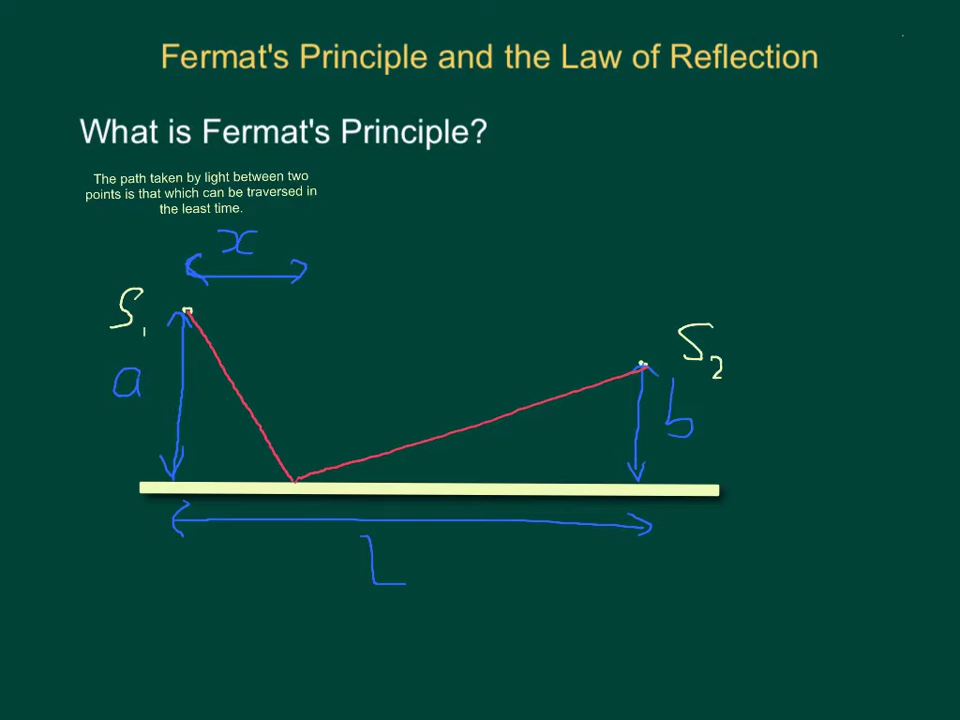 Fermat's Principle and the Law of Reflection
What is Fermat's Principle?
The path taken by light between two
points is that which can be traversed in
the least time.
x
S₁
S₂
a
b
L